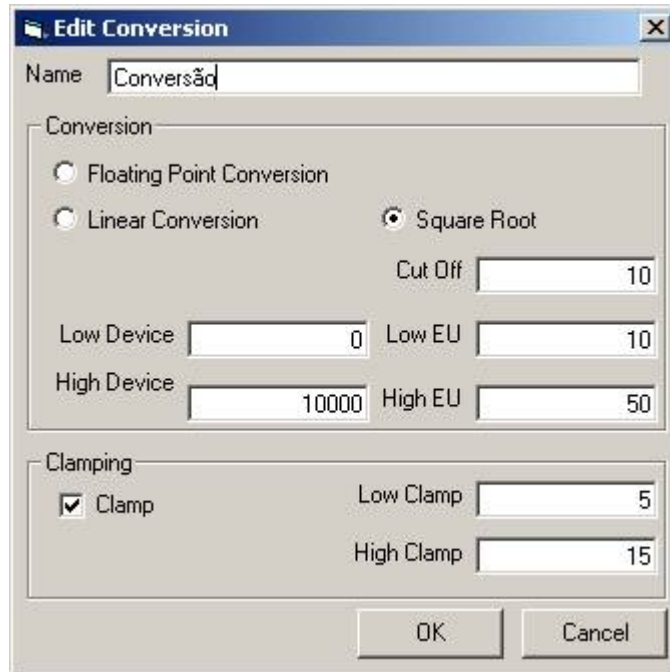 Edit Conversion
Name Conversão
Conversion
Floating Point Conversion
Linear Conversion Square Root
Cut Off 10
Low Device 0 Low EU 10
High Device 10000 High EU 50
Clamping
Clamp Low Clamp 5
High Clamp 15
OK Cancel